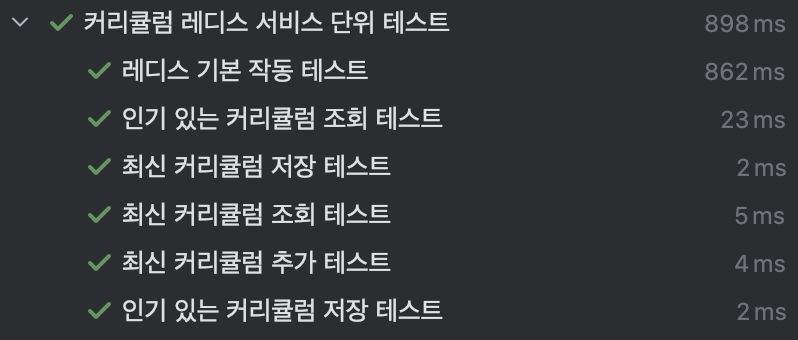 커리큘럼 레디스 서비스 단위 테스트 898 ms
레디스 기본 작동 테스트 862 ms
인기 있는 커리큘럼 조회 테스트 23 ms
최신 커리큘럼 저장 테스트 2 ms
최신 커리큘럼 조회 테스트 5 ms
최신 커리큘럼 추가 테스트 4 ms
인기 있는 커리큘럼 저장 테스트 2 ms